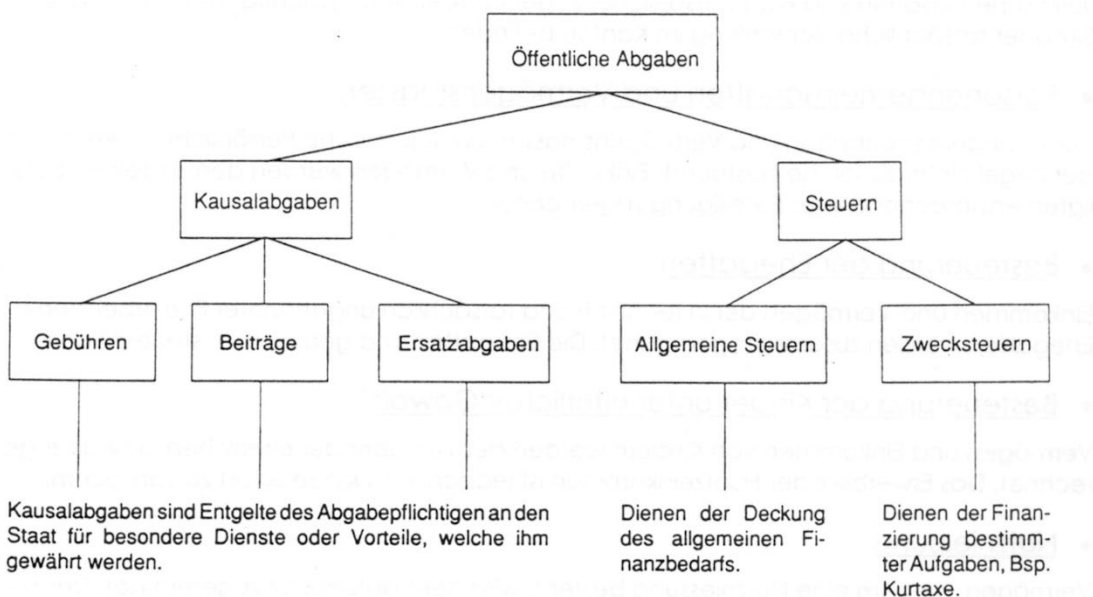 Öffentliche Abgaben
Kausalabgaben
Steuern
Gebühren
Beiträge
Ersatzabgaben
Allgemeine Steuern
Zwecksteuern
Kausalabgaben sind Entgelte des Abgabepflichtigen an den
Staat für besondere Dienste oder Vorteile, welche ihm
gewährt werden.
Dienen der Deckung
des allgemeinen Fi-
nanzbedarfs.
Dienen der Finan-
zierung bestimm-
ter Aufgaben, Bsp.
Kurtaxe.